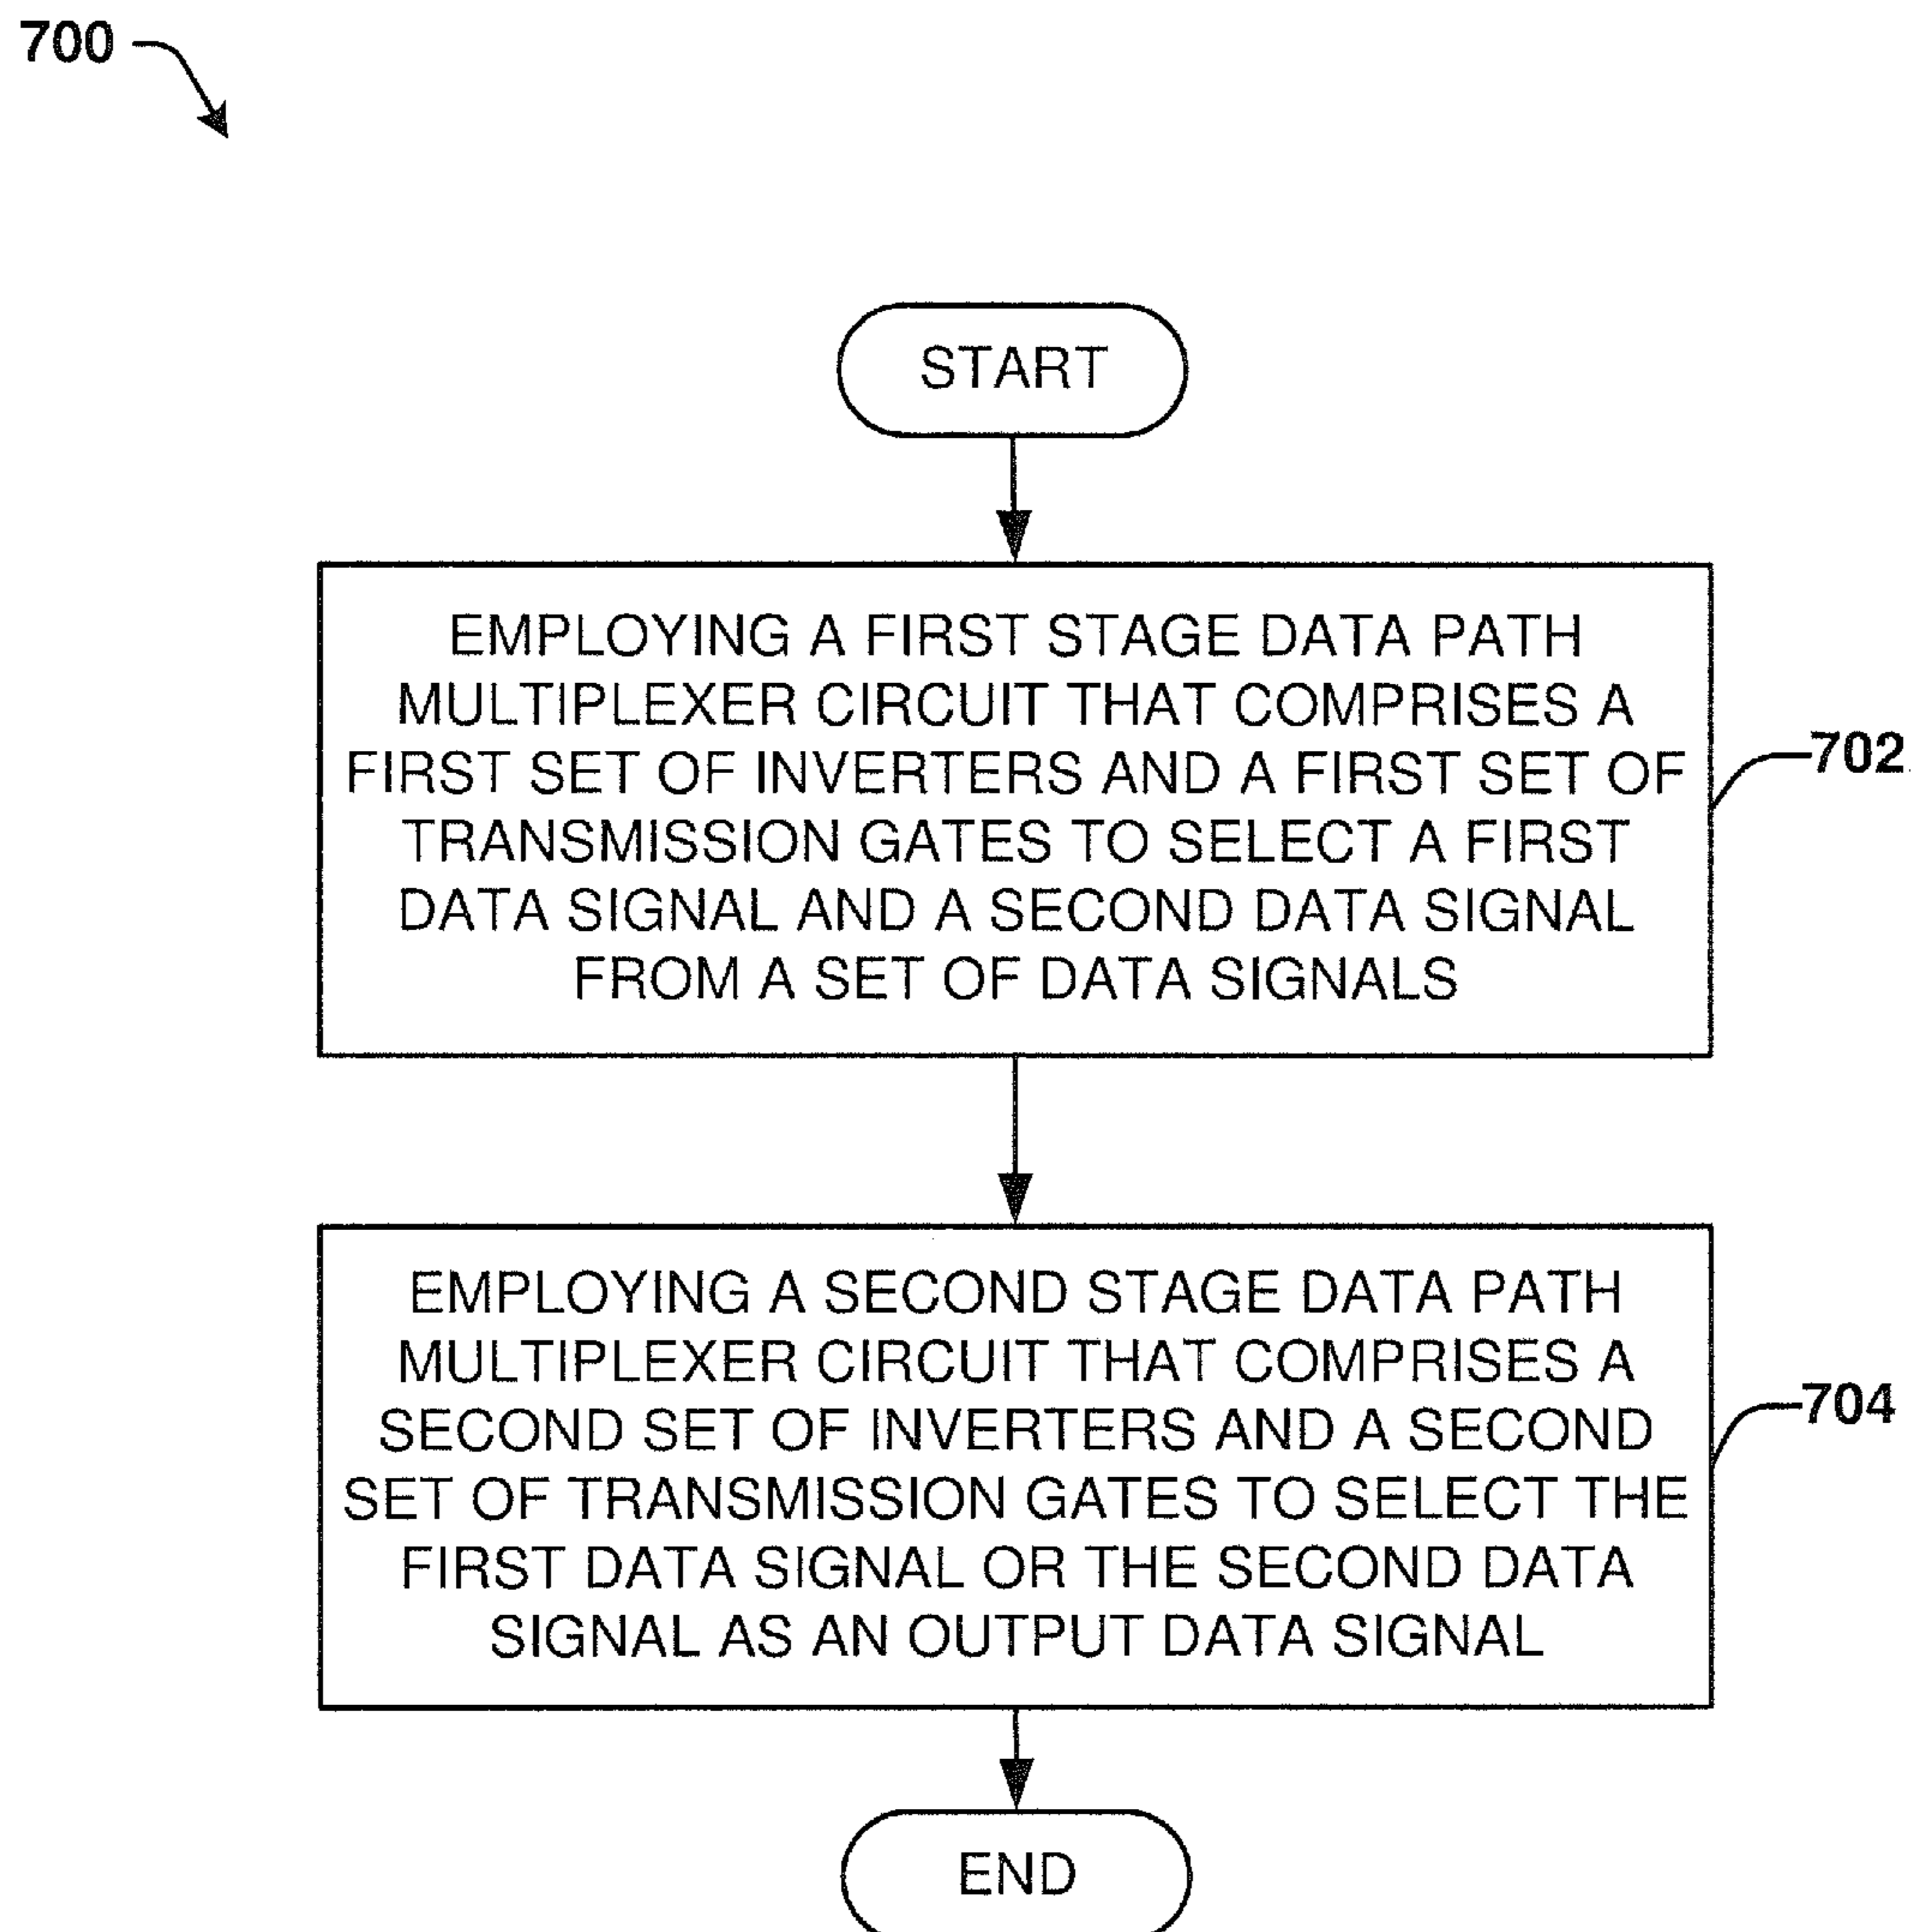 700
START
EMPLOYING A FIRST STAGE DATA PATH
MULTIPLEXER CIRCUIT THAT COMPRISES A
FIRST SET OF INVERTERS AND A FIRST SET OF
TRANSMISSION GATES TO SELECT A FIRST
DATA SIGNAL AND A SECOND DATA SIGNAL
FROM A SET OF DATA SIGNALS
702
EMPLOYING A SECOND STAGE DATA PATH
MULTIPLEXER CIRCUIT THAT COMPRISES A
SECOND SET OF INVERTERS AND A SECOND
SET OF TRANSMISSION GATES TO SELECT THE
FIRST DATA SIGNAL OR THE SECOND DATA
SIGNAL AS AN OUTPUT DATA SIGNAL
704
END